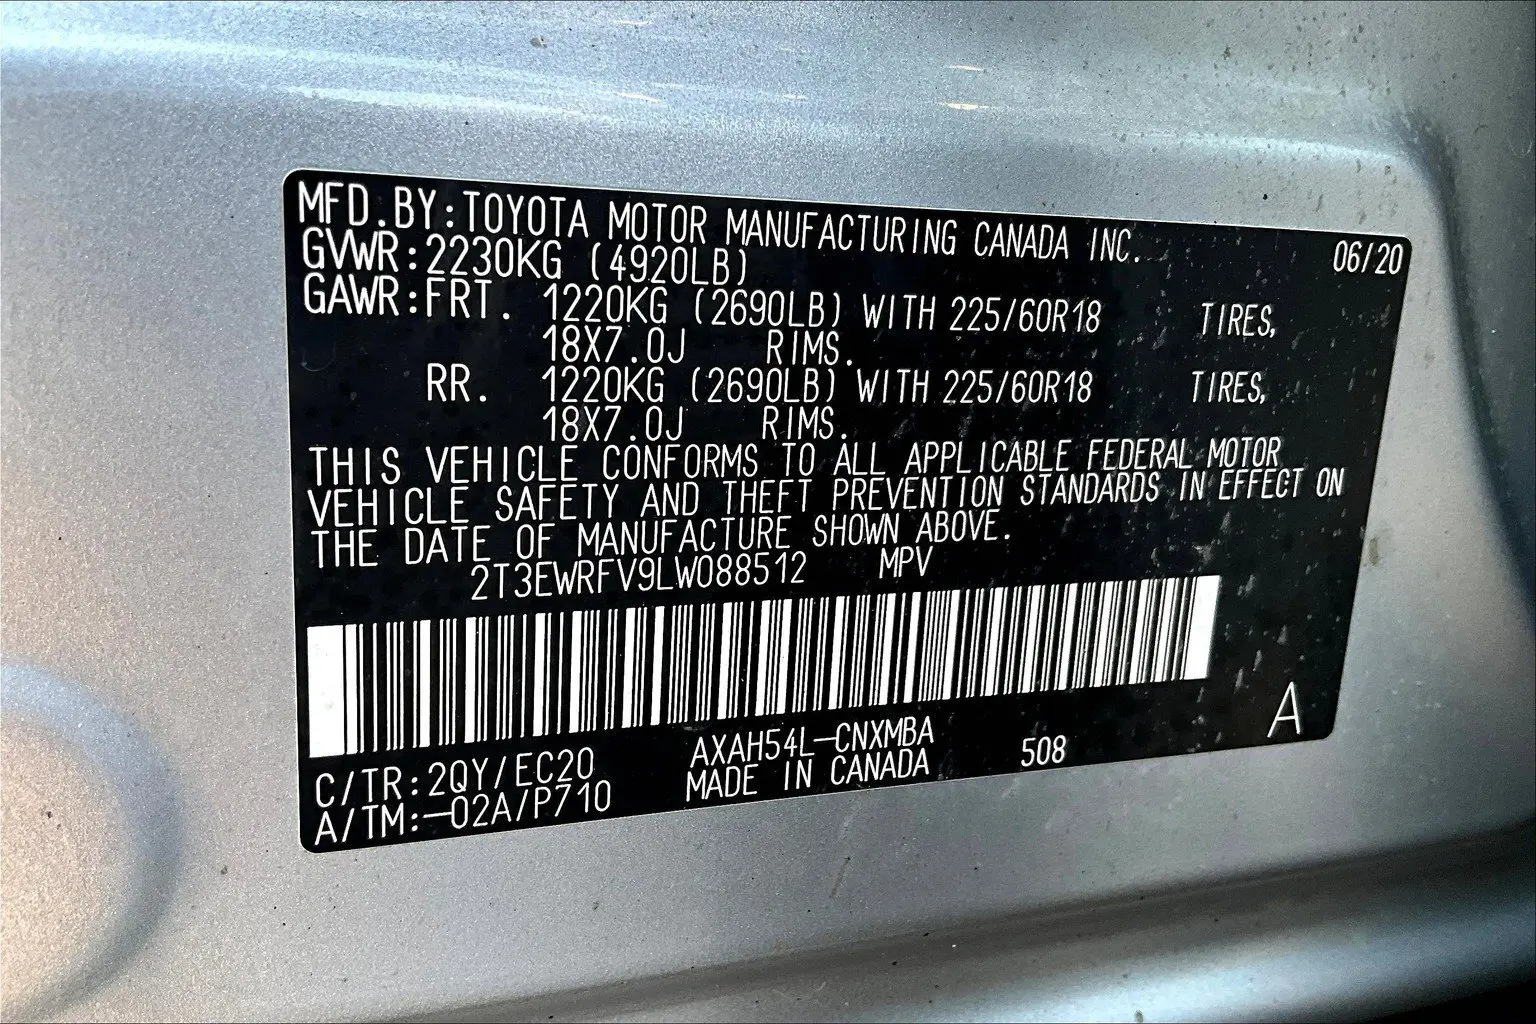 MFD.BY:TOYOTA MOTOR MANUFACTURING CANADA INC. 06/20
GVWR:2230KG (4920LB)
GAWR:FRT. 1220KG (2690LB) WITH 225/60R18 TIRES,
18X7.0J RIMS.
RR. 1220KG (2690LB) WITH 225/60R18 TIRES,
18X7.0J RIMS.
THIS VEHICLE CONFORMS TO ALL APPLICABLE FEDERAL MOTOR
VEHICLE SAFETY AND THEFT PREVENTION STANDARDS IN EFFECT ON
THE DATE OF MANUFACTURE SHOWN ABOVE.
2T3EWRFV9LW088512 MPV
A
C/TR:2QY/EC20 AXAH54L-CNXMBA 508
A/TM:-02A/P710 MADE IN CANADA